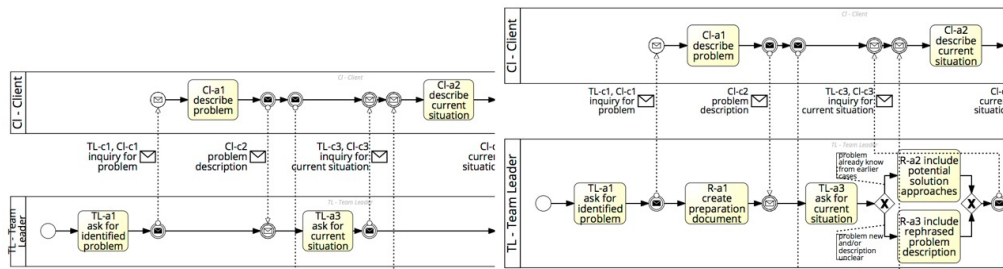 Cl - Client
Cl - Client
Cl-a1
describe
problem
Cl-a2
describe
current
situation
TL-c1, Cl-c1
inquiry for
problem
Cl-c2
problem
description
TL-c3, Cl-c3
inquiry for
current situation
TL - Team Leader
TL - Team
Leader
TL-a1
ask for
identified
problem
TL-a3
ask for
current
situation
Cl - Client
Cl - Client
Cl-a1
describe
problem
Cl-a2
describe
current
situation
TL-c1, Cl-c1
inquiry for
problem
Cl-c2
problem
description
TL-c3, Cl-c3
inquiry for
current situation
TL - Team Leader
TL - Team Leader
TL-a1
ask for
identified
problem
R-a1
create
preparation
document
TL-a3
ask for
current
situation
problem
already know
from earlier
cases
R-a2 include
potential
solution
approaches
X
X
R-a3 include
rephrased
problem
description
problem new
and/or
description
unclear